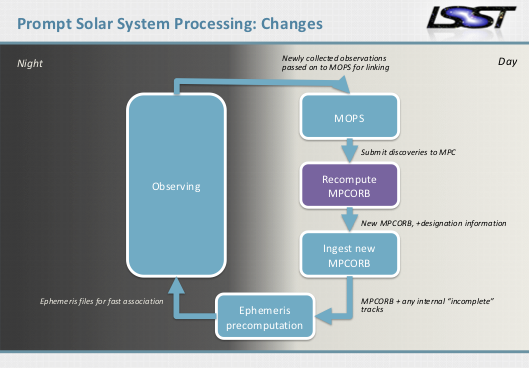 Prompt Solar System Processing: Changes
LSST
Night
Day
Newly collected observations
passed on to MOPS for linking
MOPS
Submit discoveries to MPC
Observing
Recompute
MPCORB
New MPCORB, +designation information
Ingest new
MPCORB
Ephemeris files for fast association
MPCORB + any internal “incomplete”
tracks
Ephemeris
precomputation